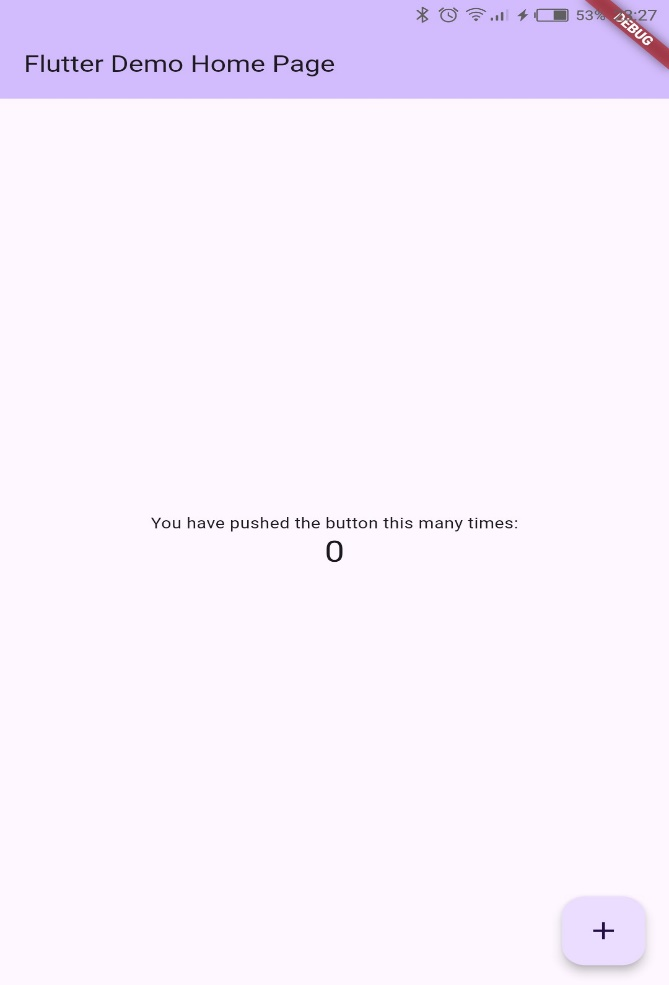 53%
DEBUG
Flutter Demo Home Page
You have pushed the button this many times:
0
+